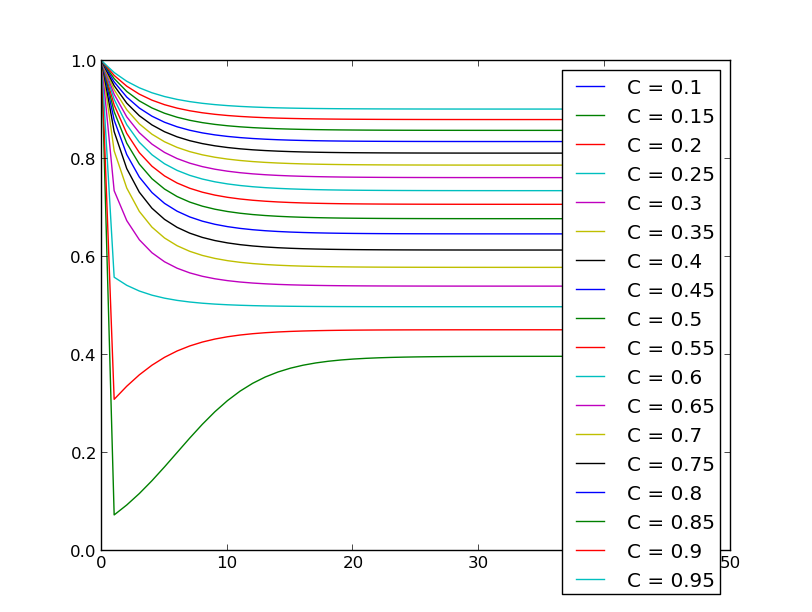 1.0
0.8
0.6
0.4
0.2
0.0
0
10
20
30
50
C = 0.1
C = 0.15
C = 0.2
C = 0.25
C = 0.3
C = 0.35
C = 0.4
C = 0.45
C = 0.5
C = 0.55
C = 0.6
C = 0.65
C = 0.7
C = 0.75
C = 0.8
C = 0.85
C = 0.9
C = 0.95